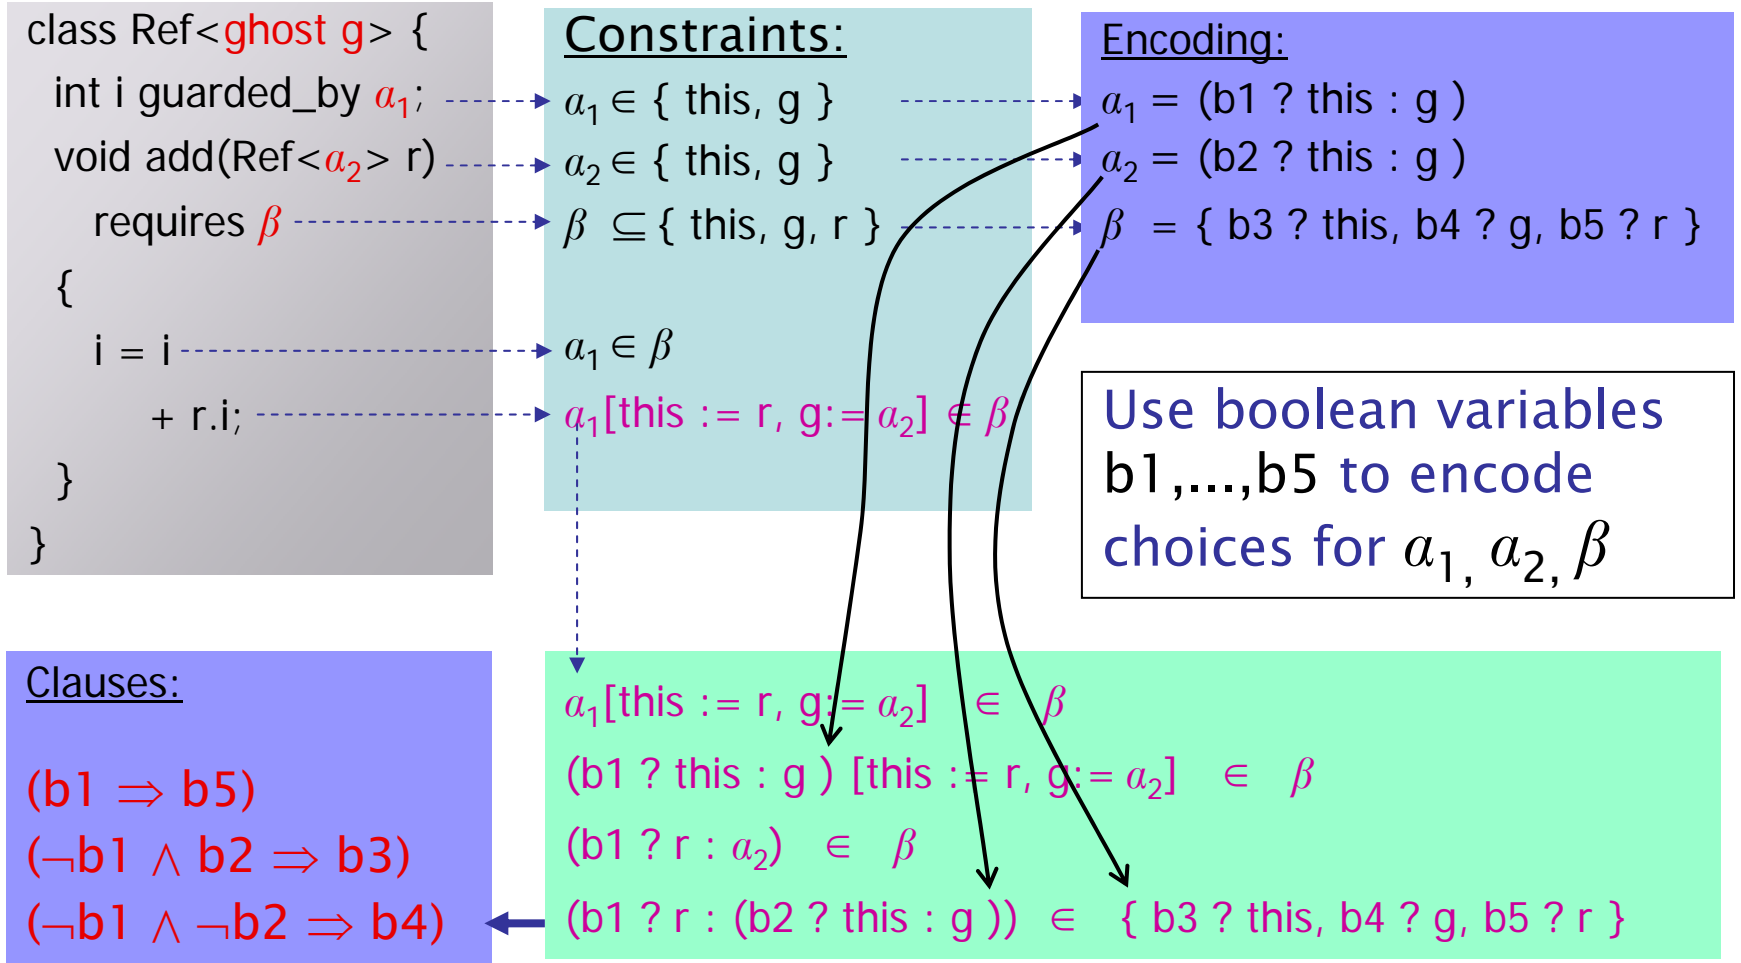 class Ref<ghost g> {
int i guarded_by α₁;
void add(Ref<α₂> r)
requires β
{
i = i
+ r.i;
}
}
Constraints:
α₁ ∈ { this, g }
α₂ ∈ { this, g }
β ⊆ { this, g, r }
α₁ ∈ β
α₁[this := r, g:= α₂] ∈ β
Encoding:
α₁ = (b1 ? this : g )
α₂ = (b2 ? this : g )
β = { b3 ? this, b4 ? g, b5 ? r }
Use boolean variables
b1,...,b5 to encode
choices for α₁, α₂, β
Clauses:
(b1 ⇒ b5)
(¬b1 ∧ b2 ⇒ b3)
(¬b1 ∧ ¬b2 ⇒ b4)
α₁[this := r, g:= α₂] ∈ β
(b1 ? this : g ) [this := r, g:= α₂] ∈ β
(b1 ? r : α₂) ∈ β
(b1 ? r : (b2 ? this : g )) ∈ { b3 ? this, b4 ? g, b5 ? r }